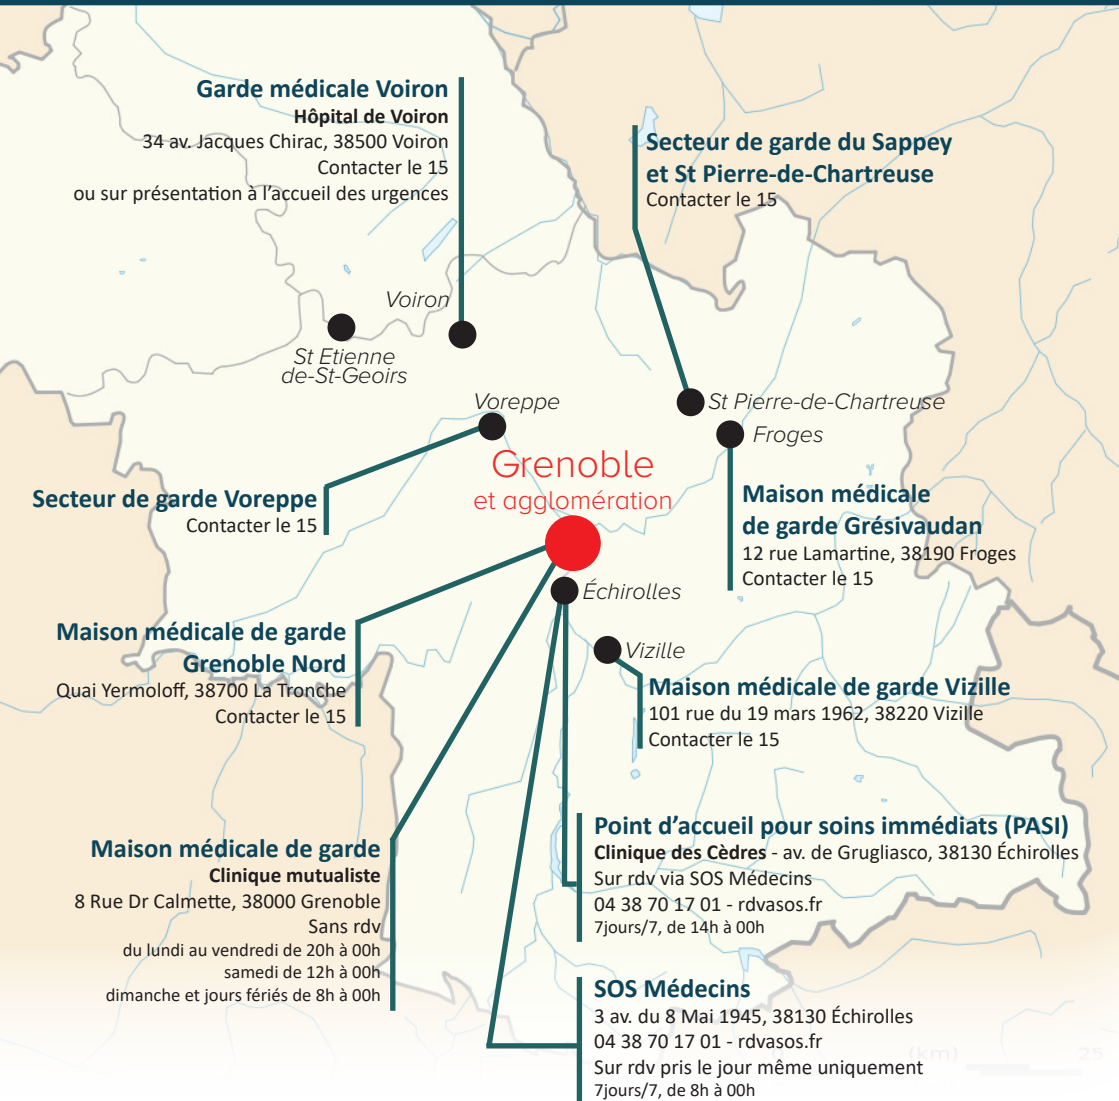 Garde médicale Voiron
Hôpital de Voiron
34 av. Jacques Chirac, 38500 Voiron
Contacter le 15
ou sur présentation à l'accueil des urgences
Secteur de garde du Sappey
et St Pierre-de-Chartreuse
Contacter le 15
Voiron
St Etienne
de-St-Geoirs
Voreppe
St Pierre-de-Chartreuse
Froges
Grenoble
et agglomération
Secteur de garde Voreppe
Contacter le 15
Maison médicale
de garde Grésivaudan
12 rue Lamartine, 38190 Froges
Contacter le 15
Échirolles
Vizille
Maison médicale de garde
Grenoble Nord
Quai Yermoloff, 38700 La Tronche
Contacter le 15
Maison médicale de garde Vizille
101 rue du 19 mars 1962, 38220 Vizille
Contacter le 15
Maison médicale de garde
Clinique mutualiste
8 Rue Dr Calmette, 38000 Grenoble
Sans rdv
du lundi au vendredi de 20h à 00h
samedi de 12h à 00h
dimanche et jours fériés de 8h à 00h
Point d'accueil pour soins immédiats (PASI)
Clinique des Cèdres - av. de Grugliasco, 38130 Échirolles
Sur rdv via SOS Médecins
04 38 70 17 01 - rdvasos.fr
7jours/7, de 14h à 00h
SOS Médecins
3 av. du 8 Mai 1945, 38130 Échirolles
04 38 70 17 01 - rdvasos.fr
Sur rdv pris le jour même uniquement
7jours/7, de 8h à 00h
0 (km) 25